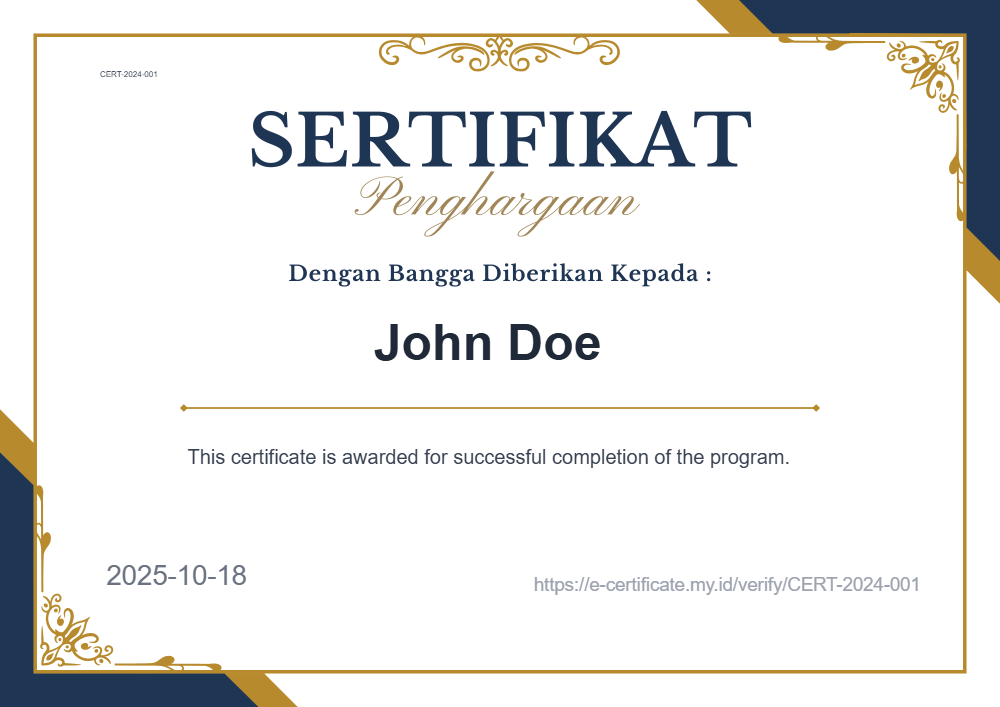 CERT-2024-001
SERTIFIKAT
Penghargaan
Dengan Bangga Diberikan Kepada :
John Doe
This certificate is awarded for successful completion of the program.
2025-10-18
https://e-certificate.my.id/verify/CERT-2024-001